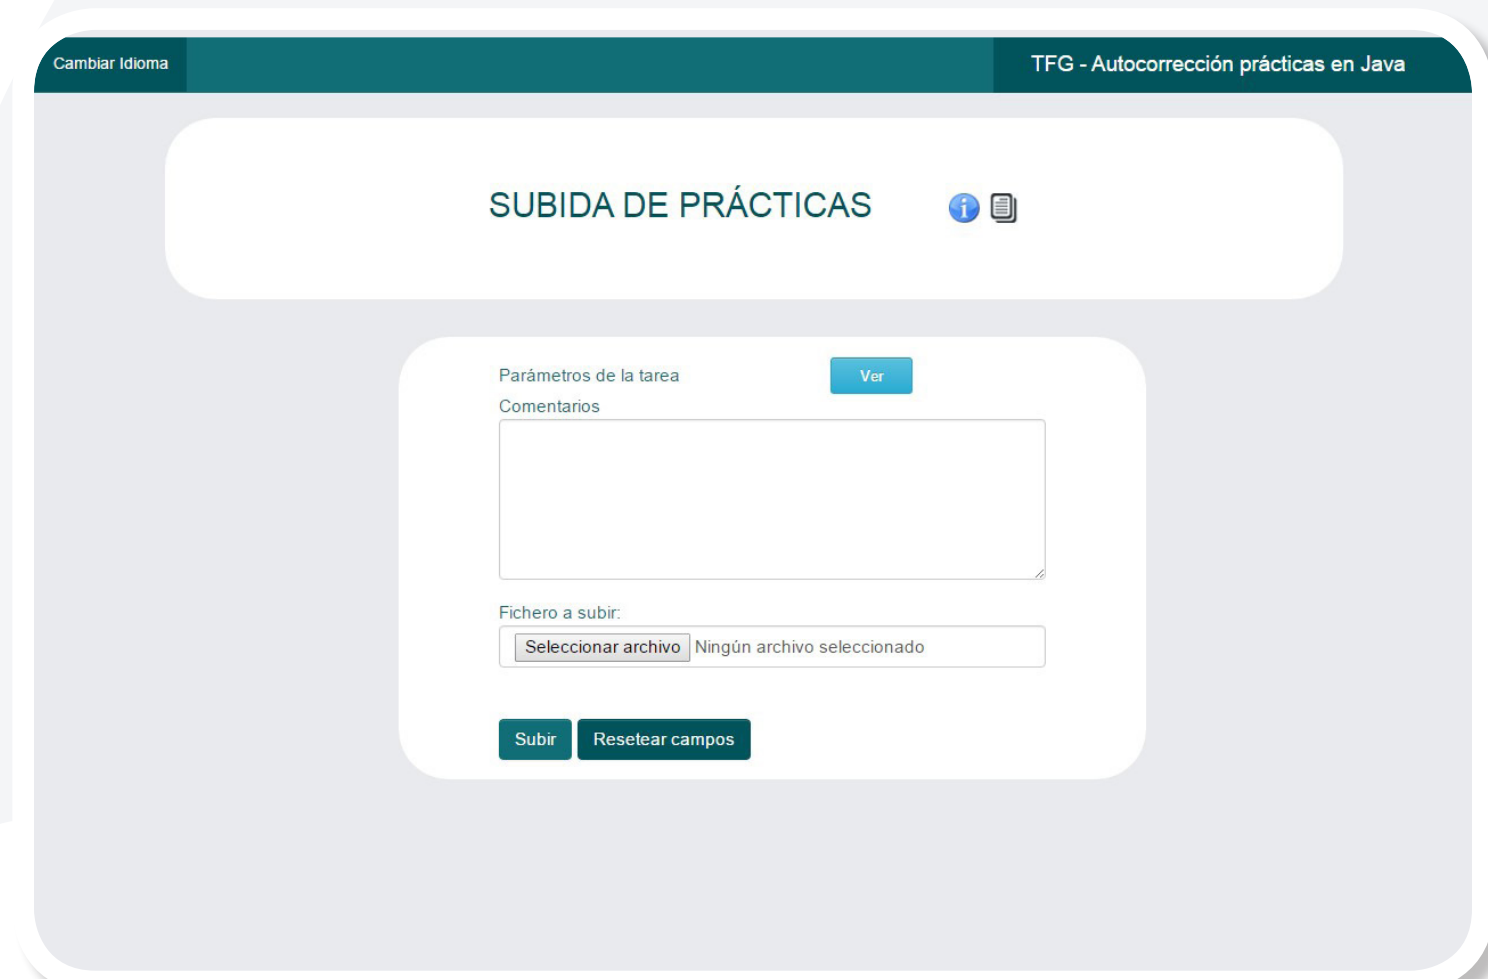 Cambiar Idioma
TFG - Autocorrección prácticas en Java
SUBIDA DE PRÁCTICAS
Parámetros de la tarea
Ver
Comentarios
Fichero a subir:
Seleccionar archivo Ningún archivo seleccionado
Subir
Resetear campos